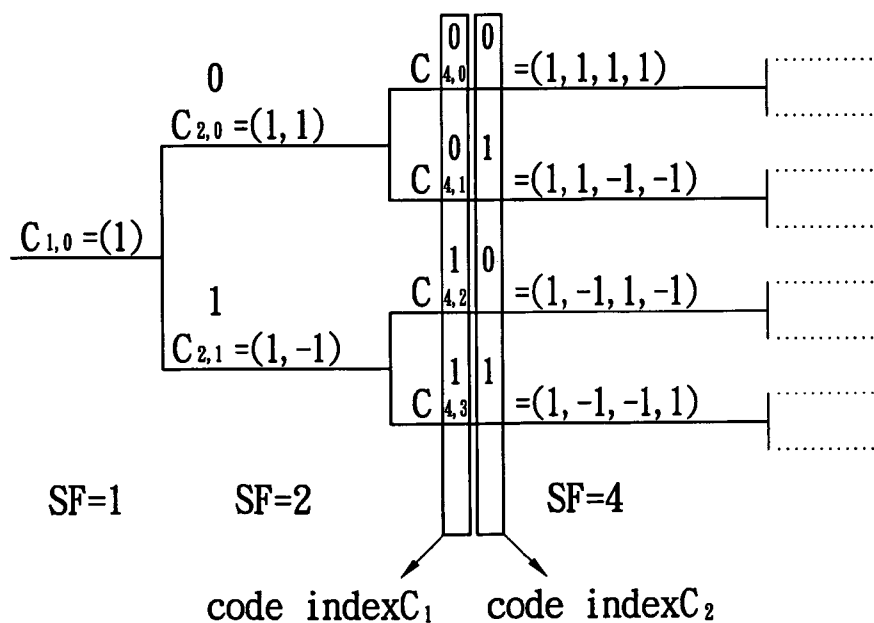 0 0
0
C4,0 =(1,1,1,1)
C2,0 =(1,1)
0 1
C4,1 =(1,1,-1,-1)
C1,0 =(1)
1 0
1
C4,2 =(1,-1,1,-1)
C2,1 =(1,-1)
1 1
C4,3 =(1,-1,-1,1)
SF=1 SF=2 SF=4
code indexC1 code indexC2